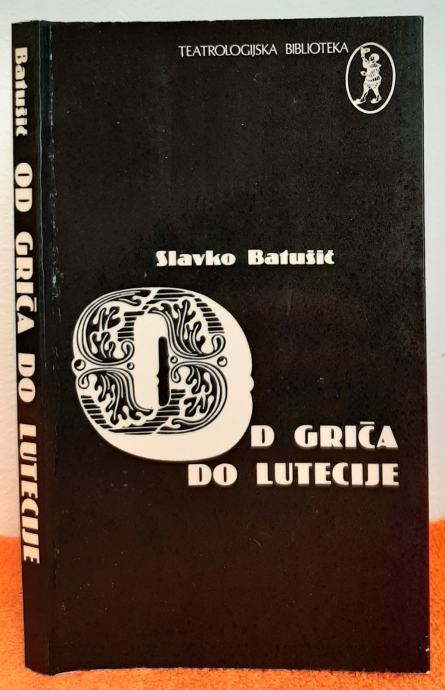 Batušić OD GRIČA DO LUTECIJE
TEATROLOGIJSKA BIBLIOTEKA
Slavko Batušić
OD GRIČA
DO LUTECIJE